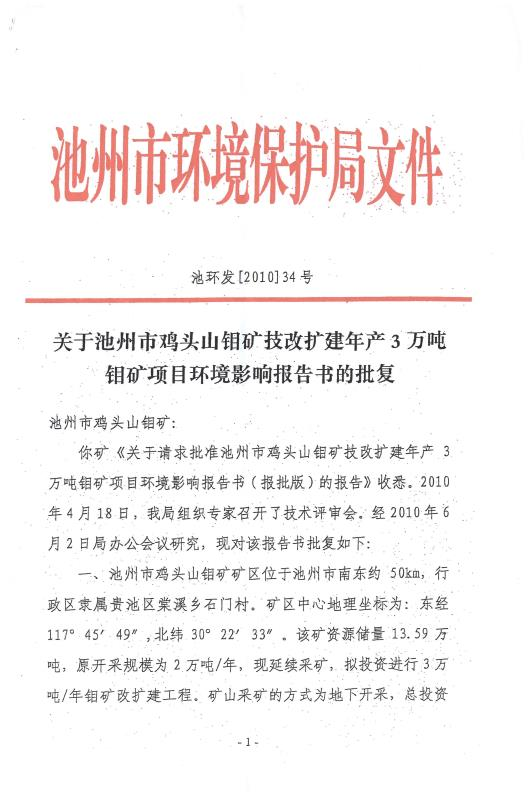 池州市环境保护局文件
池环发[2010]34号
关于池州市鸡头山钼矿技改扩建年产3万吨
钼矿项目环境影响报告书的批复
池州市鸡头山钼矿:
你矿《关于请求批准池州市鸡头山钼矿技改扩建年产 3
万吨钼矿项目环境影响报告书（报批版）的报告》收悉。2010
年4月18日，我局组织专家召开了技术评审会。经2010年6
月2日局办公会议研究，现对该报告书批复如下:
一、池州市鸡头山钼矿矿区位于池州市南东约 50km，行
政区隶属贵池区棠溪乡石门村。矿区中心地理坐标为：东经
117° 45′ 49″,北纬30° 22′ 33″。该矿资源储量13.59万
吨，原开采规模为2万吨/年，现延续采矿，拟投资进行3万
吨/年钼矿改扩建工程。矿山采矿的方式为地下开采，总投资
- 1 -